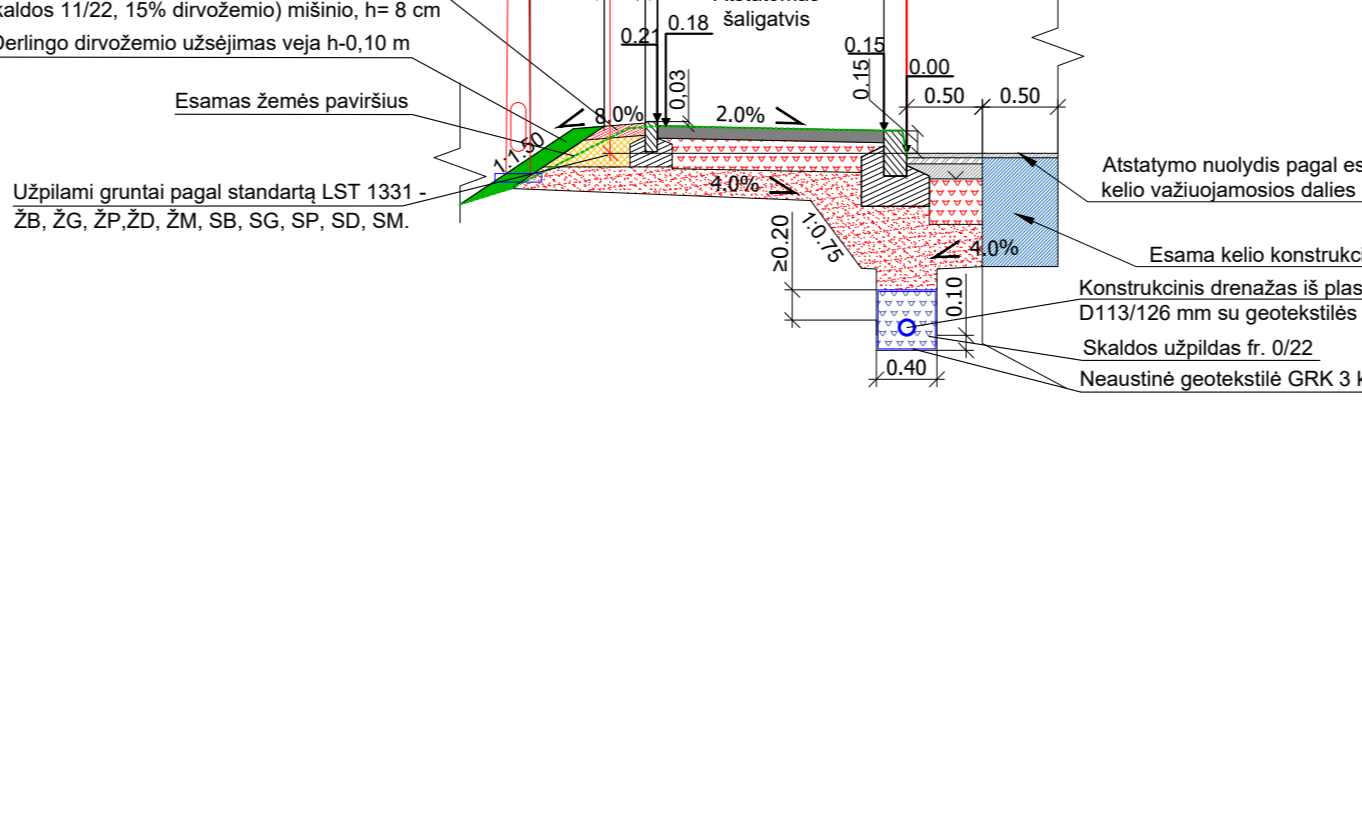 kaldos 11/22, 15% dirvožemio) mišinio, h= 8 cm
Derlingo dirvožemio užsėjimas veja h-0,10 m
Esamas žemės paviršius
Užpilami gruntai pagal standartą LST 1331 -
ŽB, ŽG, ŽP,ŽD, ŽM, SB, SG, SP, SD, SM.
šaligatvis
0.21
0.18
0,03
8.0%
2.0%
1:1.50
4.0%
0.15
0.15
0.00
0.50
0.50
Atstatymo nuolydis pagal es
kelio važiuojamosios dalies
≥0.20
1:0.75
4.0%
Esama kelio konstrukci
Konstrukcinis drenažas iš plas
D113/126 mm su geotekstilės
0.10
Skaldos užpildas fr. 0/22
0.40
Neaustinė geotekstilė GRK 3 k